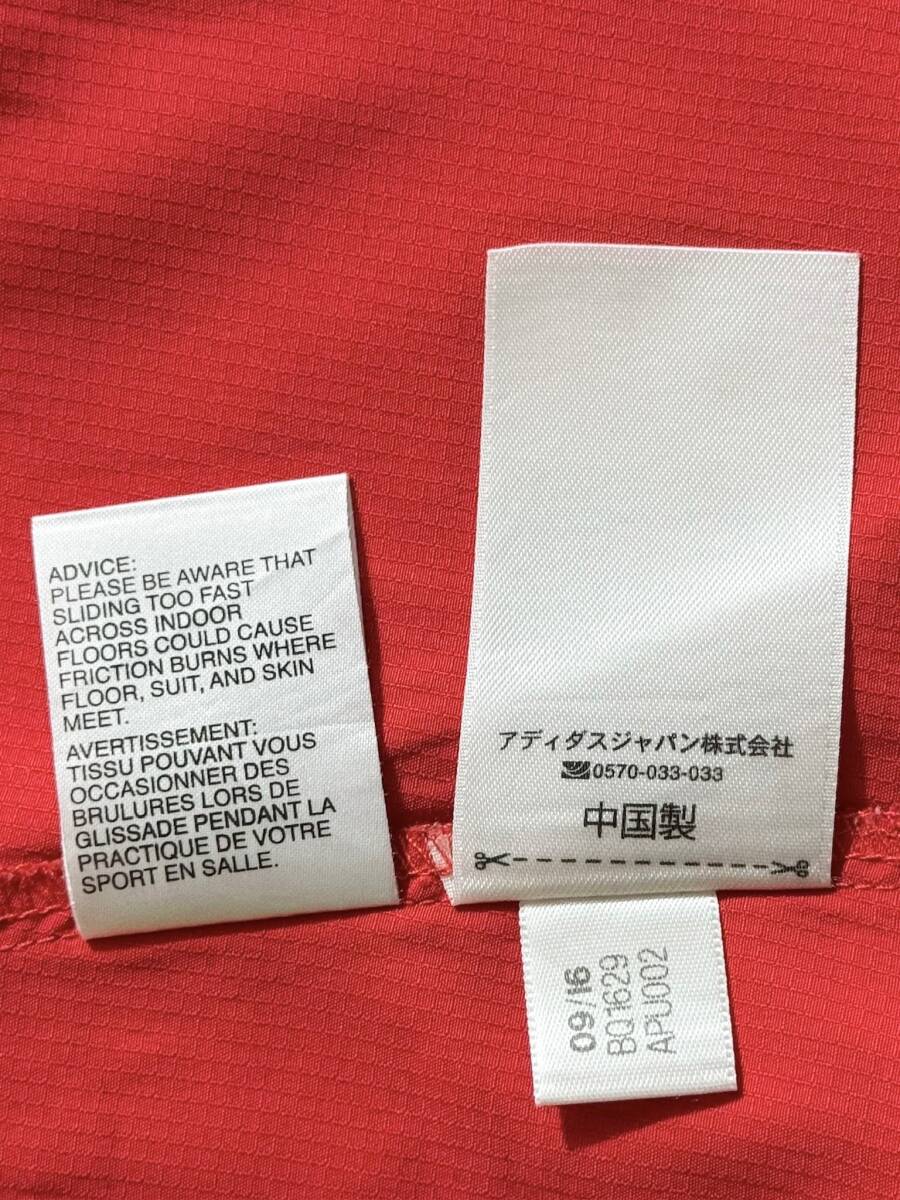 ADVICE:
PLEASE BE AWARE THAT
SLIDING TOO FAST
ACROSS INDOOR
FLOORS COULD CAUSE
FRICTION BURNS WHERE
FLOOR, SUIT, AND SKIN
MEET.
AVERTISSEMENT:
TISSU POUVANT VOUS
OCCASIONNER DES
BRULURES LORS DE
GLISSADE PENDANT LA
PRACTIQUE DE VOTRE
SPORT EN SALLE.
アディダスジャパン株式会社
0570-033-033
中国製
09/16
BQ1629
APU002